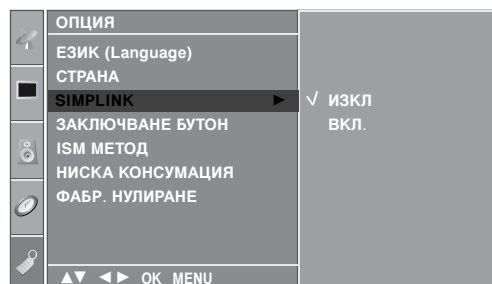 ОПЦИЯ
ЕЗИК (Language)
СТРАНА
SIMPLINK ► √ ИЗКЛ
ЗАКЛЮЧВАНЕ БУТОН ВКЛ.
ISM МЕТОД
НИСКА КОНСУМАЦИЯ
ФАБР. НУЛИРАНЕ
▲▼ ◄► OK MENU